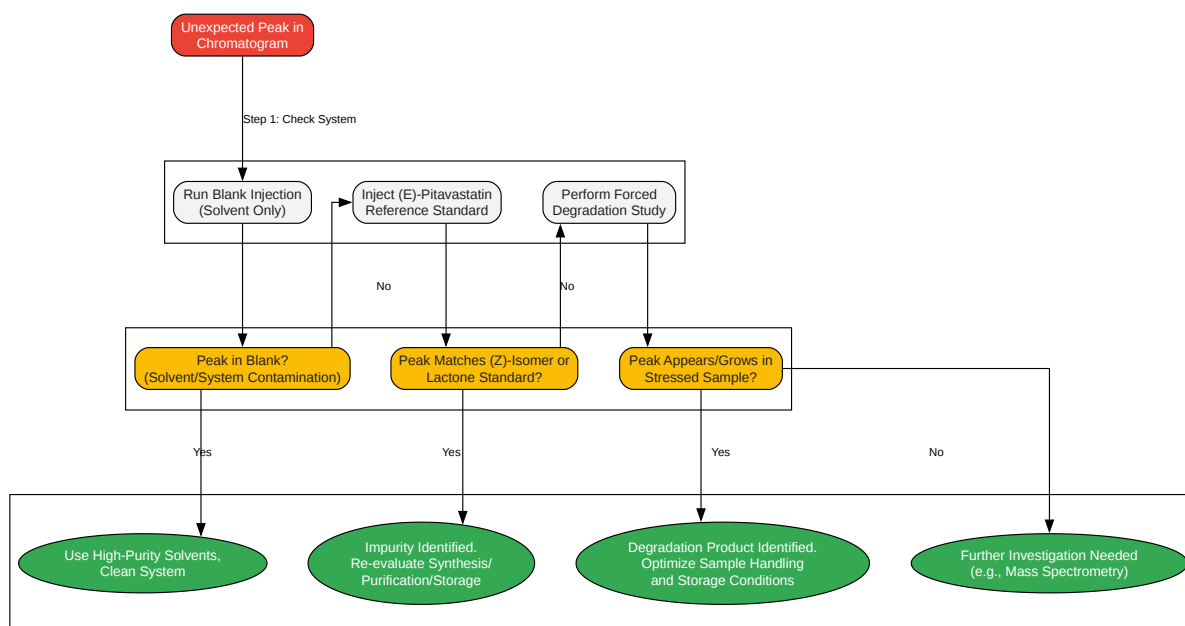 Unexpected Peak in
Chromatogram
Step 1: Check System
Run Blank Injection
(Solvent Only)
Inject (E)-Pitavastatin
Reference Standard
Perform Forced
Degradation Study
No
No
Peak in Blank?
(Solvent/System Contamination)
Peak Matches (Z)-Isomer or
Lactone Standard?
Peak Appears/Grows in
Stressed Sample?
Yes
Yes
Yes
No
Use High-Purity Solvents,
Clean System
Impurity Identified.
Re-evaluate Synthesis/
Purification/Storage
Degradation Product Identified.
Optimize Sample Handling
and Storage Conditions
Further Investigation Needed
(e.g., Mass Spectrometry)